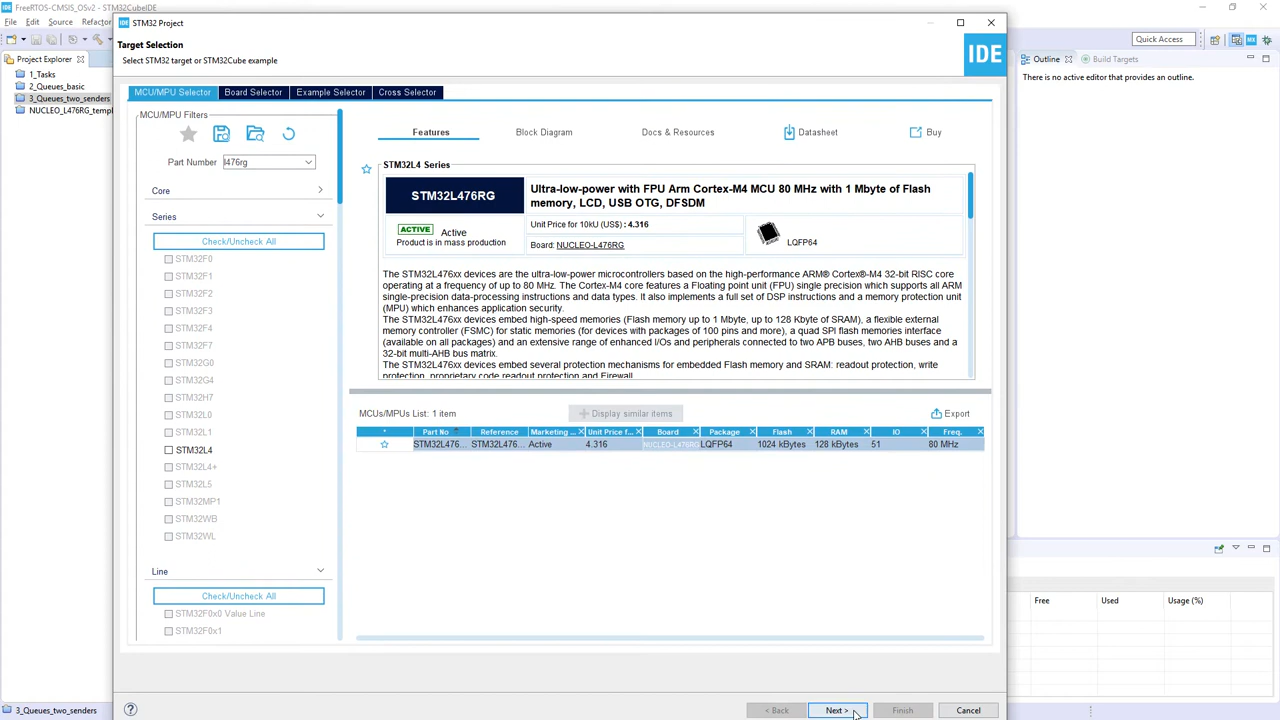 FreeRTOS-CMSIS_OSv2 - STM32CubeIDE
File Edit Source Refactor
Quick Access
Project Explorer
1_Tasks
2_Queues_basic
3_Queues_two_senders
NUCLEO_L476RG_templ
IDE STM32 Project
Target Selection
Select STM32 target or STM32Cube example
IDE
MCU/MPU Selector Board Selector Example Selector Cross Selector
MCU/MPU Filters
Part Number l476rg
Core
Series
Check/Uncheck All
STM32F0
STM32F1
STM32F2
STM32F3
STM32F4
STM32F7
STM32G0
STM32G4
STM32H7
STM32L0
STM32L1
STM32L4
STM32L4+
STM32L5
STM32MP1
STM32WB
STM32WL
Line
Check/Uncheck All
STM32F0x0 Value Line
STM32F0x1
Features Block Diagram Docs & Resources Datasheet Buy
STM32L4 Series
STM32L476RG
Ultra-low-power with FPU Arm Cortex-M4 MCU 80 MHz with 1 Mbyte of Flash
memory, LCD, USB OTG, DFSDM
ACTIVE Active
Product is in mass production
Unit Price for 10kU (US$) : 4.316
Board: NUCLEO-L476RG
LQFP64
The STM32L476xx devices are the ultra-low-power microcontrollers based on the high-performance ARM® Cortex®-M4 32-bit RISC core
operating at a frequency of up to 80 MHz. The Cortex-M4 core features a Floating point unit (FPU) single precision which supports all ARM
single-precision data-processing instructions and data types. It also implements a full set of DSP instructions and a memory protection unit
(MPU) which enhances application security.
The STM32L476xx devices embed high-speed memories (Flash memory up to 1 Mbyte, up to 128 Kbyte of SRAM), a flexible external
memory controller (FSMC) for static memories (for devices with packages of 100 pins and more), a quad SPI flash memories interface
(available on all packages) and an extensive range of enhanced I/Os and peripherals connected to two APB buses, two AHB buses and a
32-bit multi-AHB bus matrix.
The STM32L476xx devices embed several protection mechanisms for embedded Flash memory and SRAM: readout protection, write
protection, proprietary code readout protection and Firewall.
MCUs/MPUs List: 1 item
Display similar items
Export
* Part No Reference Marketing ... Unit Price f... Board Package Flash RAM IO Freq.
STM32L476... STM32L476... Active 4.316 NUCLEO-L476RG LQFP64 1024 kBytes 128 kBytes 51 80 MHz
< Back Next > Finish Cancel
Outline Build Targets
There is no active editor that provides an outline.
Free Used Usage (%)
3_Queues_two_senders